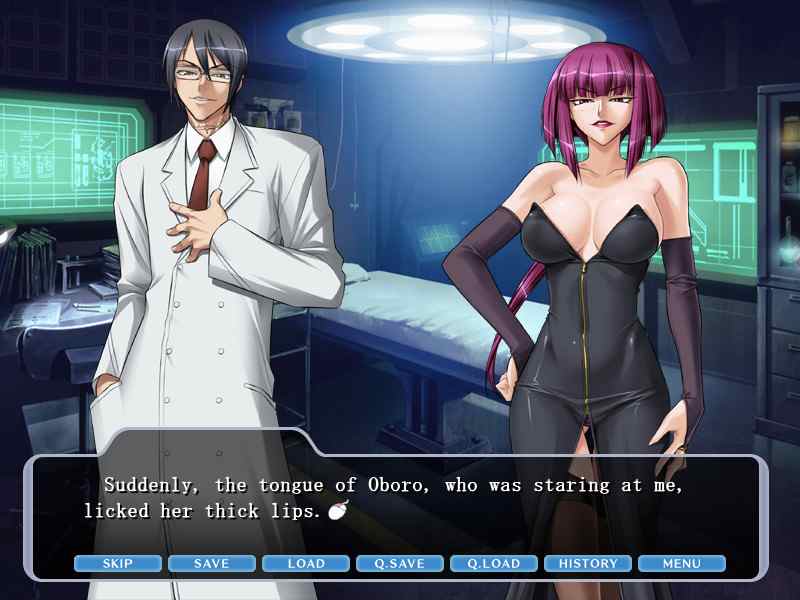 Suddenly, the tongue of Oboro, who was staring at me,
licked her thick lips.
SKIP SAVE LOAD Q.SAVE Q.LOAD HISTORY MENU